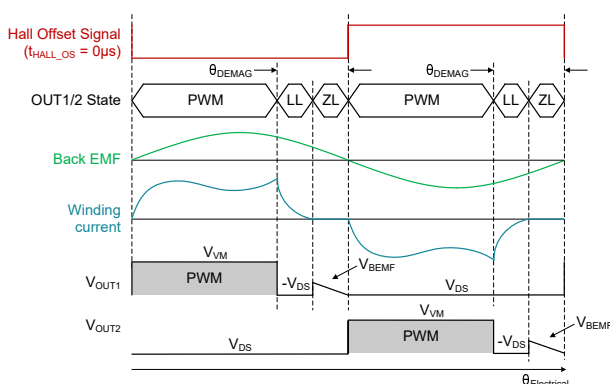 Hall Offset Signal
(tHALL_OS = 0µs)
θDEMAG
θDEMAG
OUT1/2 State
PWM
LL
ZL
PWM
LL
ZL
Back EMF
Winding
current
VVM
VBEMF
VOUT1
PWM
-VDS
VDS
VVM
VOUT2
VDS
PWM
-VDS
VBEMF
θElectrical